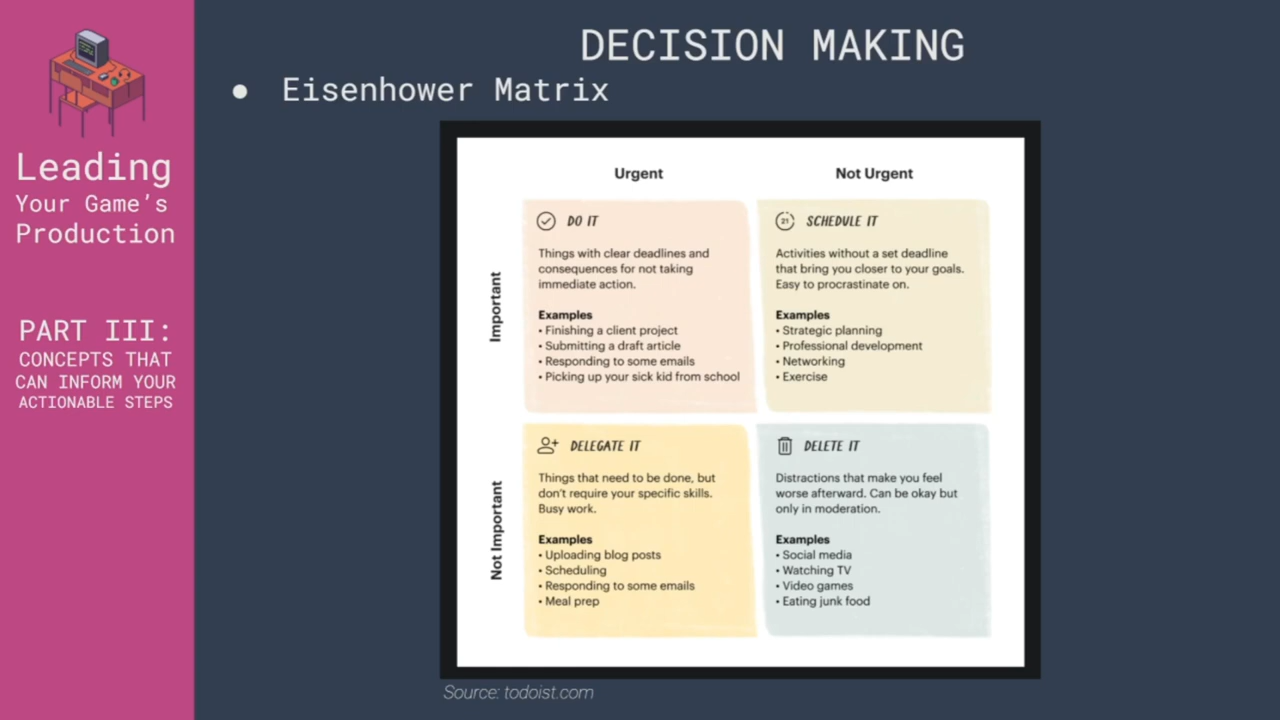 DECISION MAKING
● Eisenhower Matrix
Leading
Your Game's
Production
PART III:
CONCEPTS THAT
CAN INFORM YOUR
ACTIONABLE STEPS
Urgent
Not Urgent
Important
DO IT
Things with clear deadlines and
consequences for not taking
immediate action.
Examples
• Finishing a client project
• Submitting a draft article
• Responding to some emails
• Picking up your sick kid from school
21
SCHEDULE IT
Activities without a set deadline
that bring you closer to your goals.
Easy to procrastinate on.
Examples
• Strategic planning
• Professional development
• Networking
• Exercise
Not Important
DELEGATE IT
Things that need to be done, but
don't require your specific skills.
Busy work.
Examples
• Uploading blog posts
• Scheduling
• Responding to some emails
• Meal prep
DELETE IT
Distractions that make you feel
worse afterward. Can be okay but
only in moderation.
Examples
• Social media
• Watching TV
• Video games
• Eating junk food
Source: todoist.com